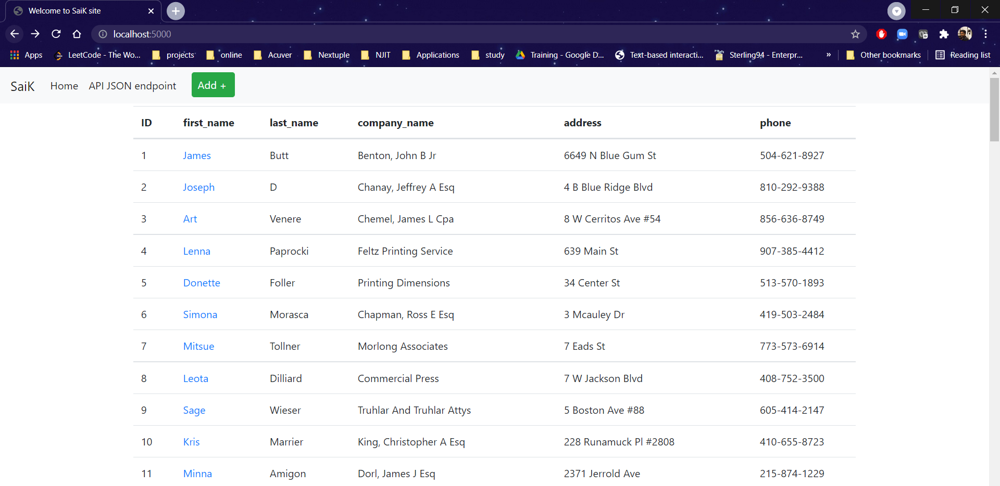 Welcome to SaiK site
localhost:5000
Apps LeetCode - The Wo... projects online Acuver Nextuple NJIT Applications study Training - Google D... Text-based interacti... Sterling94 - Enterpr... » Other bookmarks Reading list
SaiK Home API JSON endpoint Add +
ID first_name last_name company_name address phone
1 James Butt Benton, John B Jr 6649 N Blue Gum St 504-621-8927
2 Joseph D Chanay, Jeffrey A Esq 4 B Blue Ridge Blvd 810-292-9388
3 Art Venere Chemel, James L Cpa 8 W Cerritos Ave #54 856-636-8749
4 Lenna Paprocki Feltz Printing Service 639 Main St 907-385-4412
5 Donette Foller Printing Dimensions 34 Center St 513-570-1893
6 Simona Morasca Chapman, Ross E Esq 3 Mcauley Dr 419-503-2484
7 Mitsue Tollner Morlong Associates 7 Eads St 773-573-6914
8 Leota Dilliard Commercial Press 7 W Jackson Blvd 408-752-3500
9 Sage Wieser Truhlar And Truhlar Attys 5 Boston Ave #88 605-414-2147
10 Kris Marrier King, Christopher A Esq 228 Runamuck Pl #2808 410-655-8723
11 Minna Amigon Dorl, James J Esq 2371 Jerrold Ave 215-874-1229